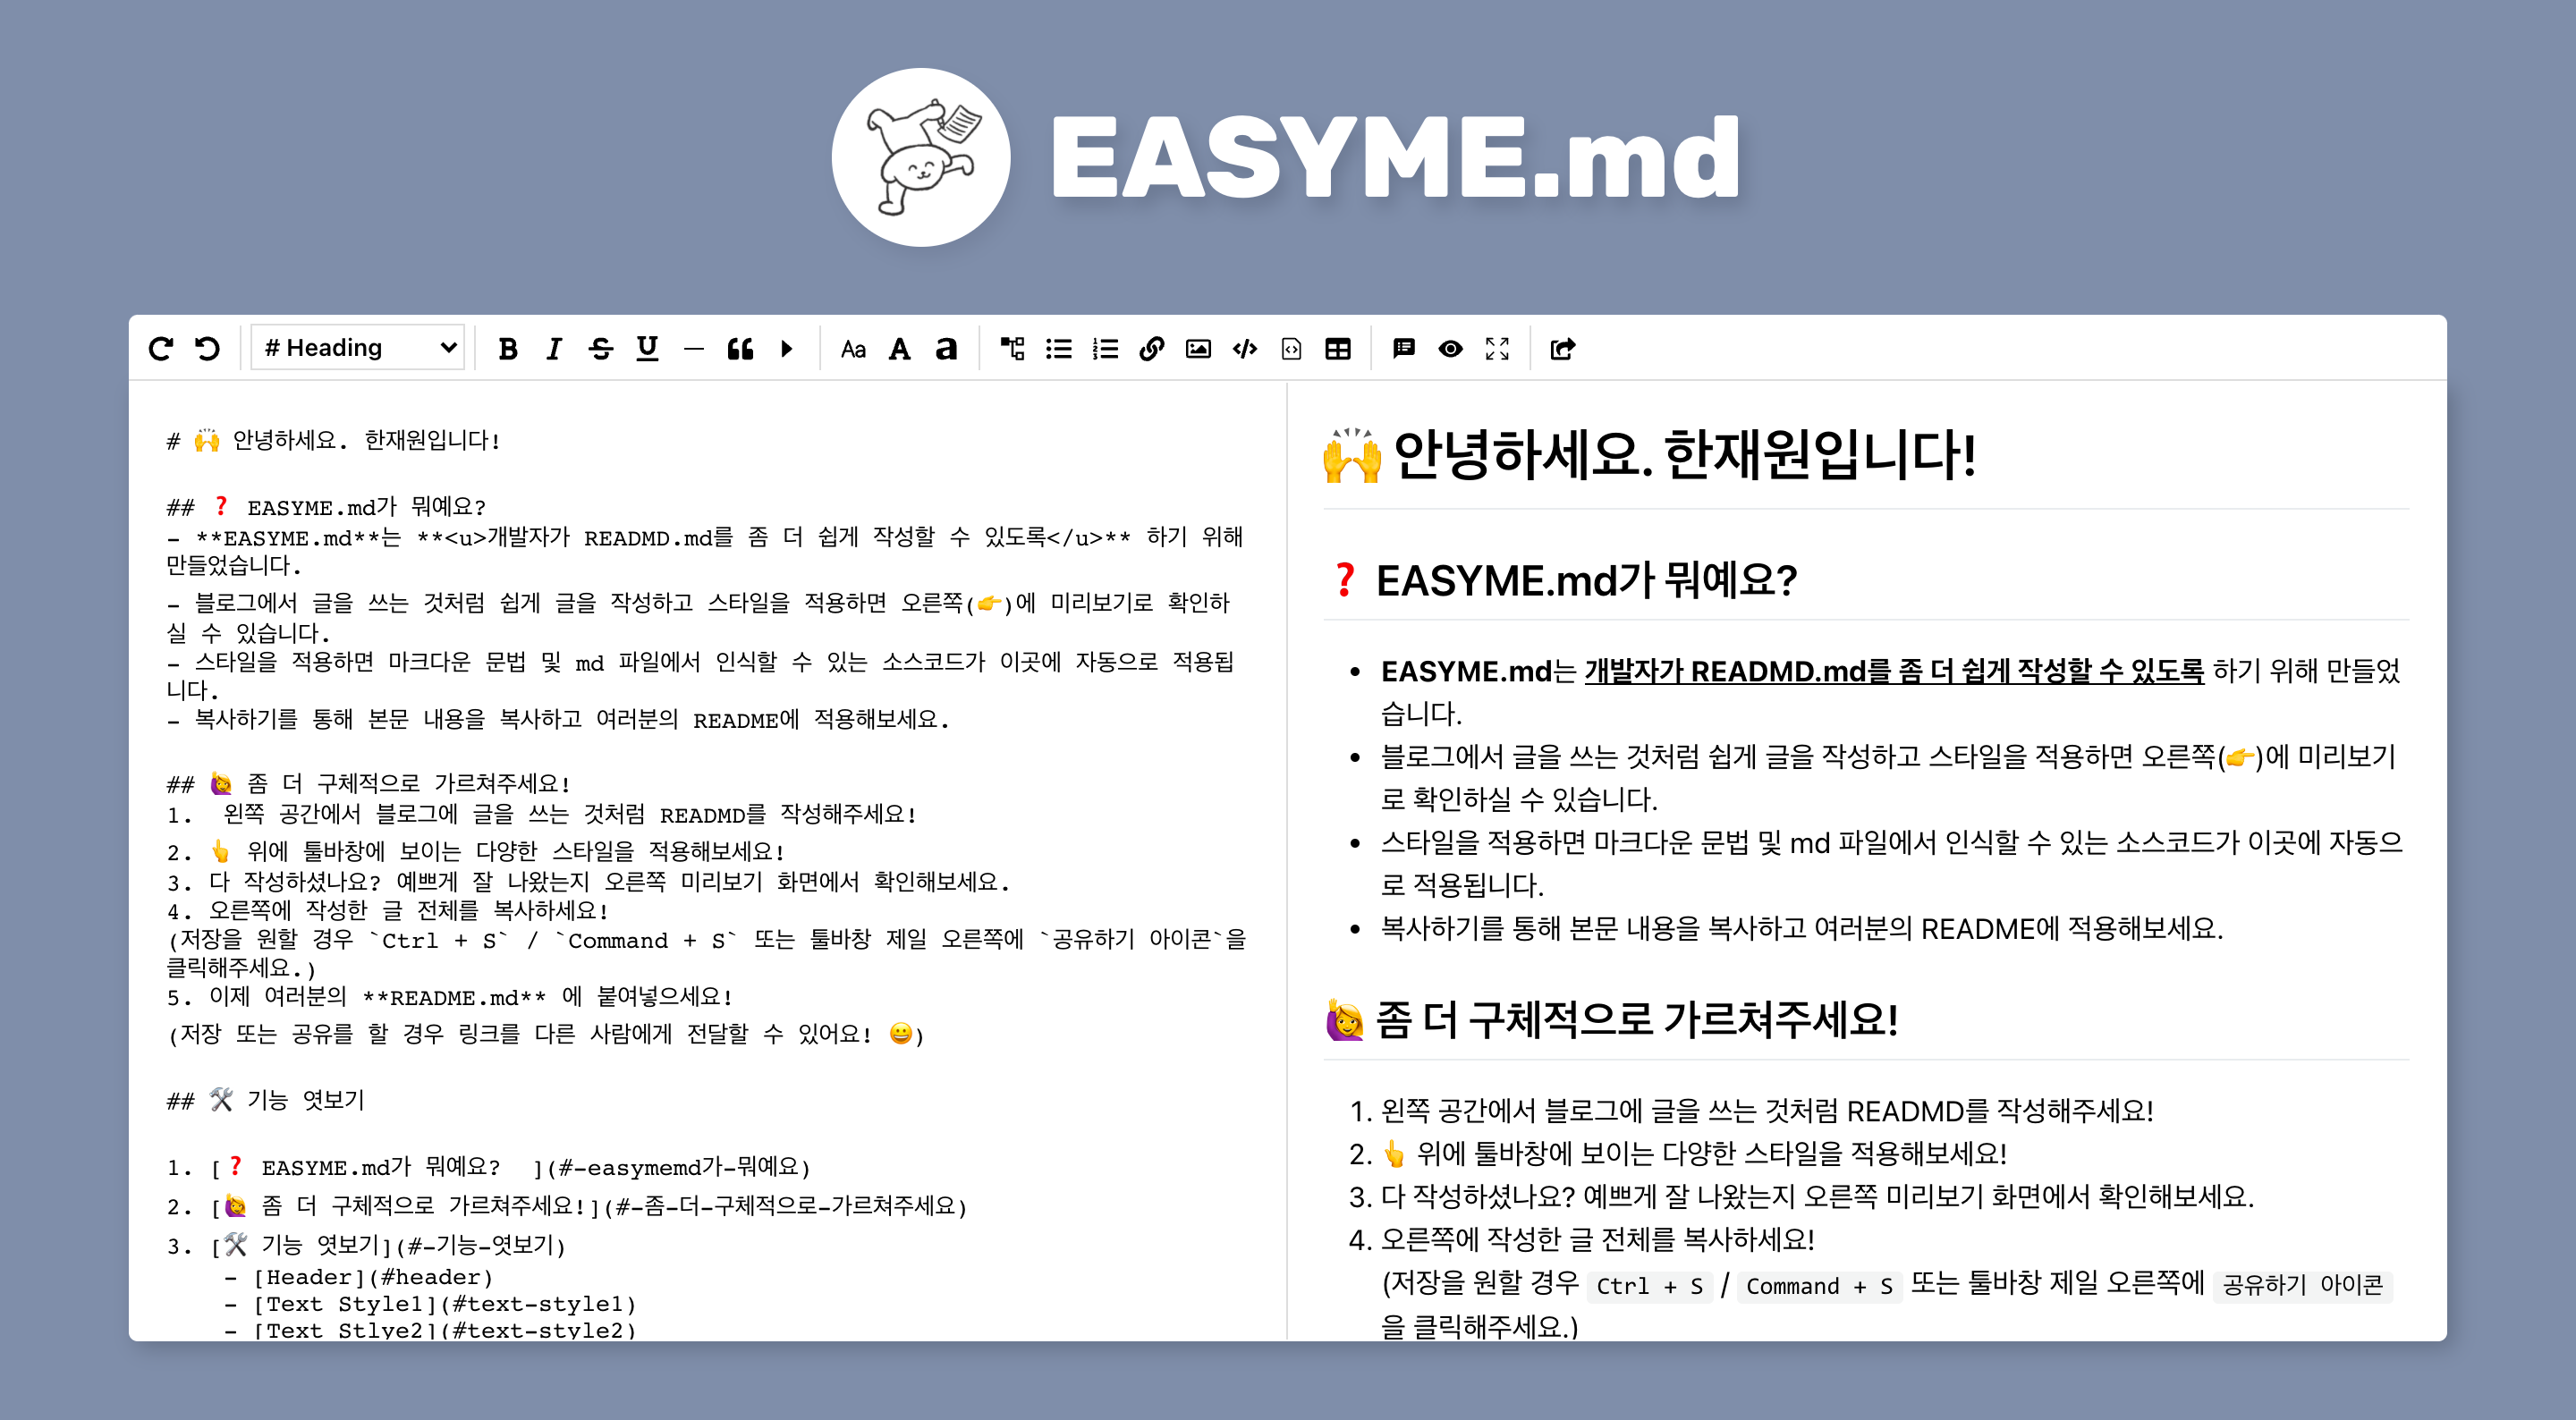 EASYME.md
# Heading
# 🙌 안녕하세요. 한재원입니다!
## ❓ EASYME.md가 뭐예요?
- **EASYME.md**는 **<u>개발자가 READMD.md를 좀 더 쉽게 작성할 수 있도록</u>** 하기 위해
만들었습니다.
- 블로그에서 글을 쓰는 것처럼 쉽게 글을 작성하고 스타일을 적용하면 오른쪽(👉)에 미리보기로 확인하
실 수 있습니다.
- 스타일을 적용하면 마크다운 문법 및 md 파일에서 인식할 수 있는 소스코드가 이곳에 자동으로 적용됩
니다.
- 복사하기를 통해 본문 내용을 복사하고 여러분의 README에 적용해보세요.
## 🙋‍♀️ 좀 더 구체적으로 가르쳐주세요!
1.  왼쪽 공간에서 블로그에 글을 쓰는 것처럼 READMD를 작성해주세요!
2. 👆 위에 툴바창에 보이는 다양한 스타일을 적용해보세요!
3. 다 작성하셨나요? 예쁘게 잘 나왔는지 오른쪽 미리보기 화면에서 확인해보세요.
4. 오른쪽에 작성한 글 전체를 복사하세요!
(저장을 원할 경우 `Ctrl + S` / `Command + S` 또는 툴바창 제일 오른쪽에 `공유하기 아이콘`을
클릭해주세요.)
5. 이제 여러분의 **README.md** 에 붙여넣으세요!
(저장 또는 공유를 할 경우 링크를 다른 사람에게 전달할 수 있어요! 😀)
## 🛠 기능 엿보기
1. [❓ EASYME.md가 뭐예요?  ](#-easymemd가-뭐예요)
2. [🙋‍♀️ 좀 더 구체적으로 가르쳐주세요!](#-좀-더-구체적으로-가르쳐주세요)
3. [🛠 기능 엿보기](#-기능-엿보기)
- [Header](#header)
- [Text Style1](#text-style1)
- [Text Stlye2](#text-style2)
🙌 안녕하세요. 한재원입니다!
❓ EASYME.md가 뭐예요?
• EASYME.md는 개발자가 READMD.md를 좀 더 쉽게 작성할 수 있도록 하기 위해 만들었
습니다.
• 블로그에서 글을 쓰는 것처럼 쉽게 글을 작성하고 스타일을 적용하면 오른쪽(👉)에 미리보기
로 확인하실 수 있습니다.
• 스타일을 적용하면 마크다운 문법 및 md 파일에서 인식할 수 있는 소스코드가 이곳에 자동으
로 적용됩니다.
• 복사하기를 통해 본문 내용을 복사하고 여러분의 README에 적용해보세요.
🙋‍♀️ 좀 더 구체적으로 가르쳐주세요!
1. 왼쪽 공간에서 블로그에 글을 쓰는 것처럼 READMD를 작성해주세요!
2. 👆 위에 툴바창에 보이는 다양한 스타일을 적용해보세요!
3. 다 작성하셨나요? 예쁘게 잘 나왔는지 오른쪽 미리보기 화면에서 확인해보세요.
4. 오른쪽에 작성한 글 전체를 복사하세요!
(저장을 원할 경우 Ctrl + S / Command + S 또는 툴바창 제일 오른쪽에 공유하기 아이콘
을 클릭해주세요.)